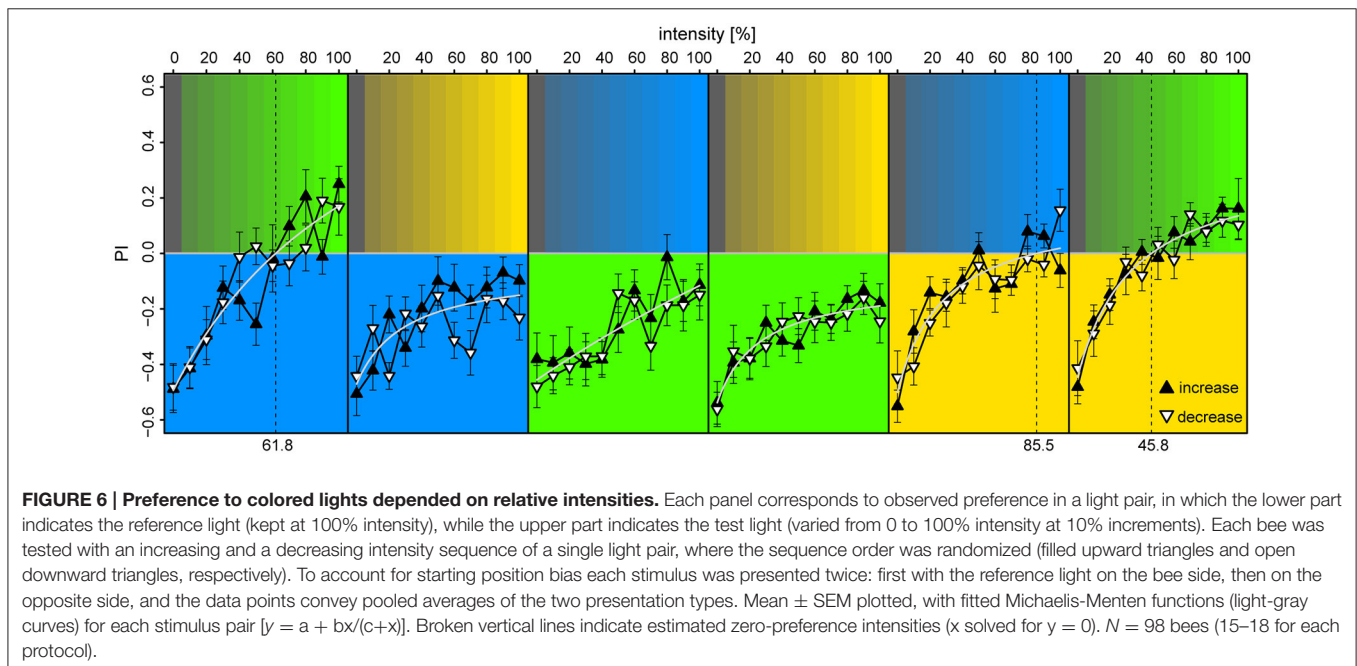 intensity [%]
0 20 40 60 80 100 20 40 60 80 100 20 40 60 80 100 20 40 60 80 100 20 40 60 80 100 20 40 60 80 100
0.6
0.4
0.2
0.0
PI
−0.2
−0.4
−0.6
increase
decrease
61.8 85.5 45.8
FIGURE 6 | Preference to colored lights depended on relative intensities. Each panel corresponds to observed preference in a light pair, in which the lower part
indicates the reference light (kept at 100% intensity), while the upper part indicates the test light (varied from 0 to 100% intensity at 10% increments). Each bee was
tested with an increasing and a decreasing intensity sequence of a single light pair, where the sequence order was randomized (filled upward triangles and open
downward triangles, respectively). To account for starting position bias each stimulus was presented twice: first with the reference light on the bee side, then on the
opposite side, and the data points convey pooled averages of the two presentation types. Mean ± SEM plotted, with fitted Michaelis-Menten functions (light-gray
curves) for each stimulus pair [y = a + bx/(c+x)]. Broken vertical lines indicate estimated zero-preference intensities (x solved for y = 0). N = 98 bees (15–18 for each
protocol).